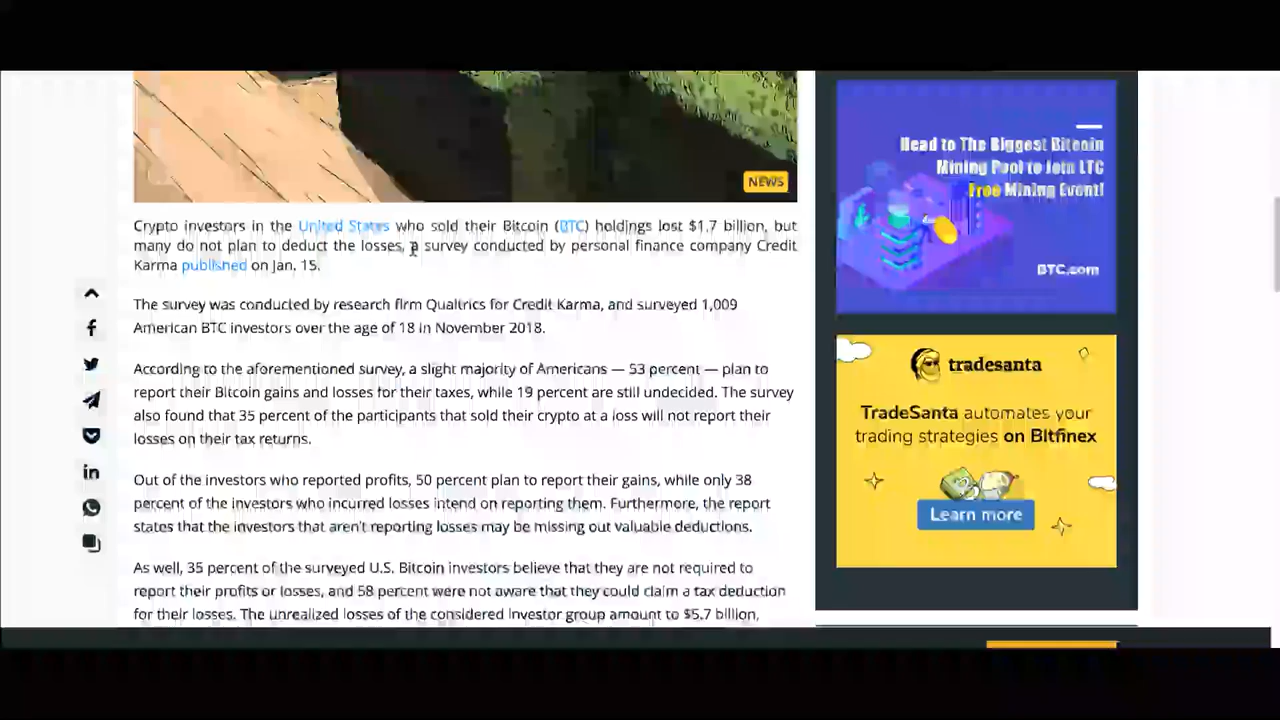 NEWS
Crypto investors in the United States who sold their Bitcoin (BTC) holdings lost $1.7 billion, but
many do not plan to deduct the losses, a survey conducted by personal finance company Credit
Karma published on Jan. 15.
The survey was conducted by research firm Qualtrics for Credit Karma, and surveyed 1,009
American BTC investors over the age of 18 in November 2018.
According to the aforementioned survey, a slight majority of Americans — 53 percent — plan to
report their Bitcoin gains and losses for their taxes, while 19 percent are still undecided. The survey
also found that 35 percent of the participants that sold their crypto at a loss will not report their
losses on their tax returns.
Out of the investors who reported profits, 50 percent plan to report their gains, while only 38
percent of the investors who incurred losses intend on reporting them. Furthermore, the report
states that the investors that aren't reporting losses may be missing out valuable deductions.
As well, 35 percent of the surveyed U.S. Bitcoin investors believe that they are not required to
report their profits or losses, and 58 percent were not aware that they could claim a tax deduction
for their losses. The unrealized losses of the considered investor group amount to $5.7 billion,
Head to The Biggest Bitcoin
Mining Pool to Join LTC
Free Mining Event!
BTC.com
tradesanta
TradeSanta automates your
trading strategies on Bitfinex
Learn more